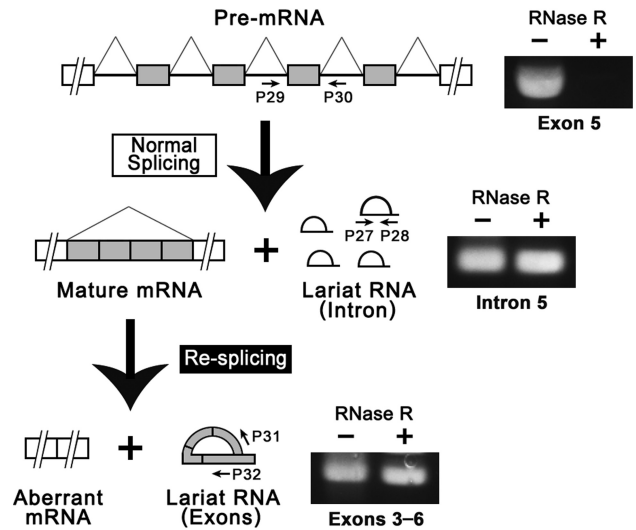 Pre-mRNA
RNase R
− +
P29 P30
Exon 5
Normal
Splicing
RNase R
− +
+
P27 P28
Mature mRNA
Lariat RNA
(Intron)
Intron 5
Re-splicing
RNase R
− +
+
P31
P32
Aberrant
mRNA
Lariat RNA
(Exons)
Exons 3–6